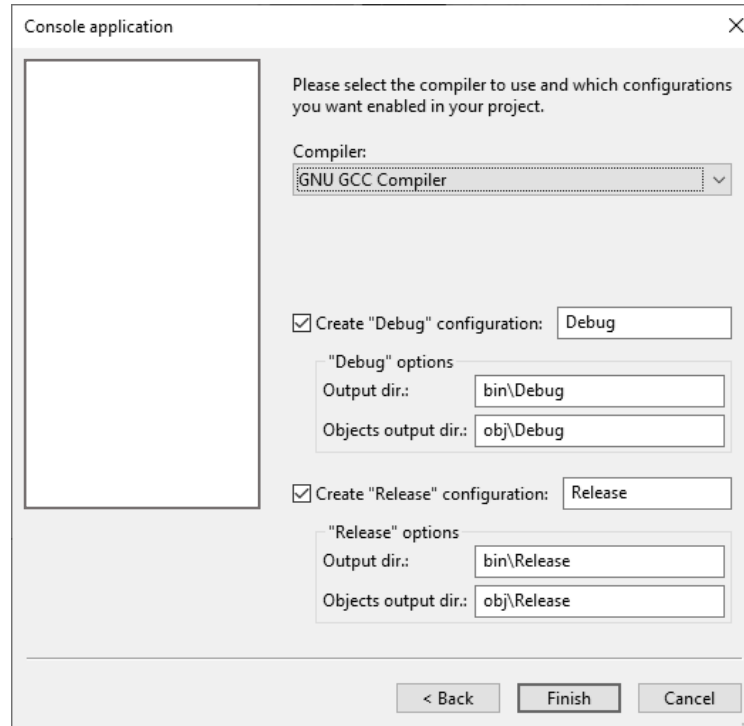 Console application
Please select the compiler to use and which configurations
you want enabled in your project.
Compiler:
GNU GCC Compiler
Create "Debug" configuration: Debug
"Debug" options
Output dir.: bin\Debug
Objects output dir.: obj\Debug
Create "Release" configuration: Release
"Release" options
Output dir.: bin\Release
Objects output dir.: obj\Release
< Back Finish Cancel